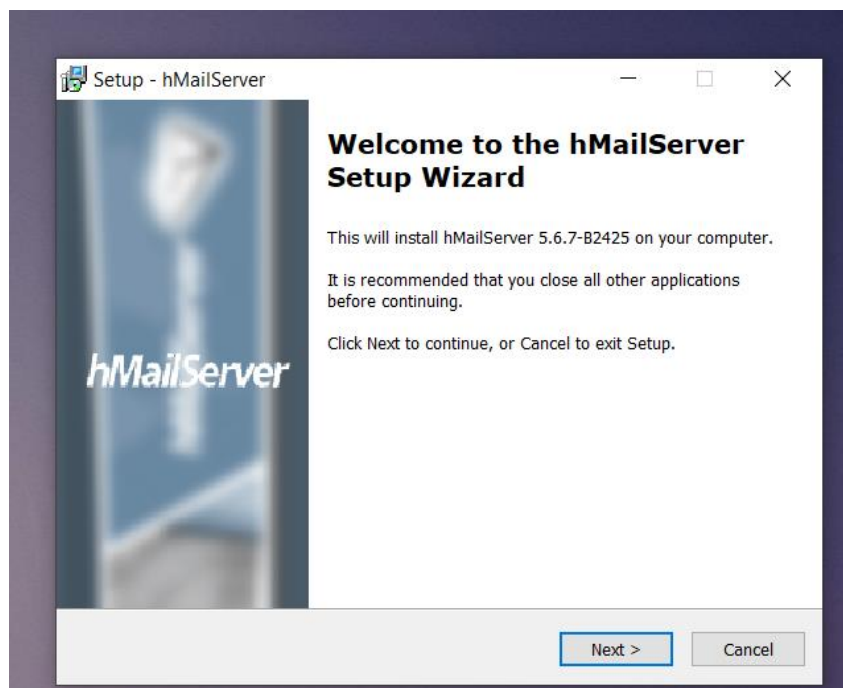 Setup - hMailServer
Welcome to the hMailServer
Setup Wizard
This will install hMailServer 5.6.7-B2425 on your computer.
It is recommended that you close all other applications
before continuing.
Click Next to continue, or Cancel to exit Setup.
hMailServer
Next >
Cancel